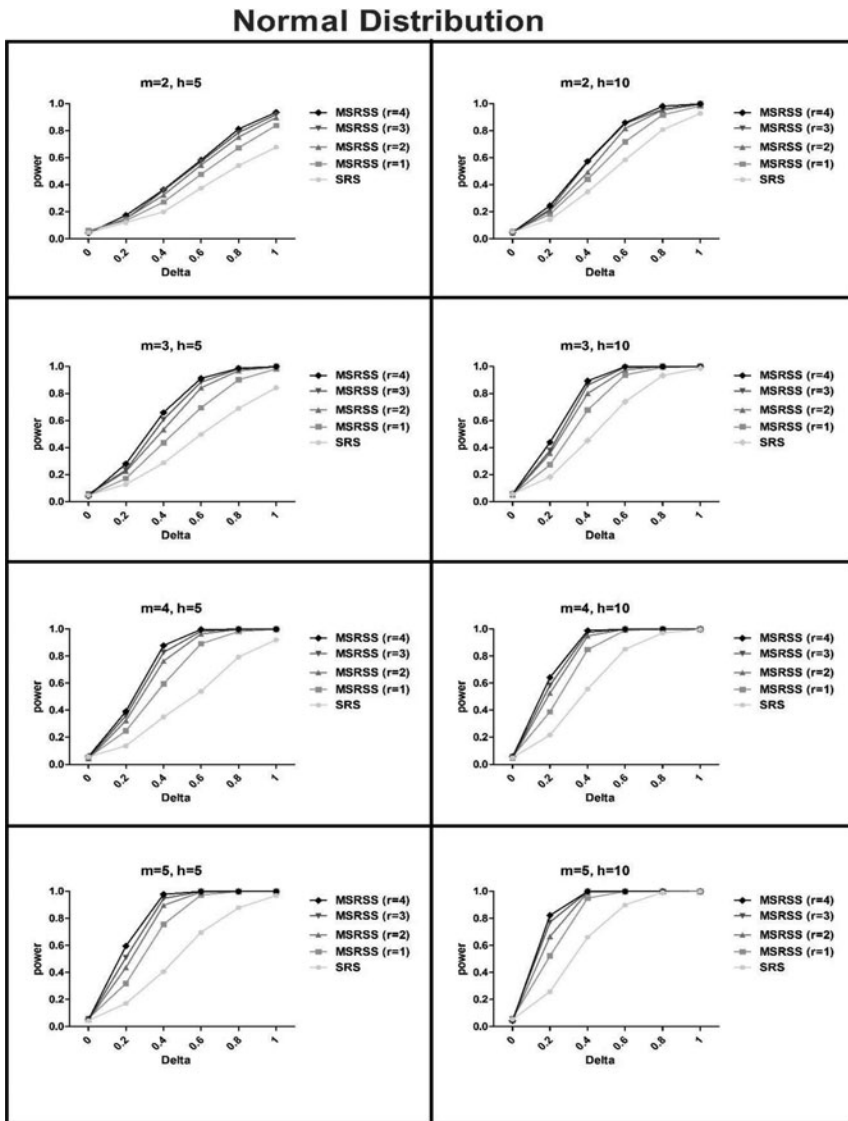 Normal Distribution
m=2, h=5
1.0
0.8
0.6
0.4
0.2
0.0
power
0
0.2
0.4
0.6
0.8
1
Delta
MSRSS (r=4)
MSRSS (r=3)
MSRSS (r=2)
MSRSS (r=1)
SRS
m=2, h=10
1.0
0.8
0.6
0.4
0.2
0.0
power
0
0.2
0.4
0.6
0.8
1
Delta
MSRSS (r=4)
MSRSS (r=3)
MSRSS (r=2)
MSRSS (r=1)
SRS
m=3, h=5
1.0
0.8
0.6
0.4
0.2
0.0
power
0
0.2
0.4
0.6
0.8
1
Delta
MSRSS (r=4)
MSRSS (r=3)
MSRSS (r=2)
MSRSS (r=1)
SRS
m=3, h=10
1.0
0.8
0.6
0.4
0.2
0.0
power
0
0.2
0.4
0.6
0.8
1
Delta
MSRSS (r=4)
MSRSS (r=3)
MSRSS (r=2)
MSRSS (r=1)
SRS
m=4, h=5
1.0
0.8
0.6
0.4
0.2
0.0
power
0
0.2
0.4
0.6
0.8
1
Delta
MSRSS (r=4)
MSRSS (r=3)
MSRSS (r=2)
MSRSS (r=1)
SRS
m=4, h=10
1.0
0.8
0.6
0.4
0.2
0.0
power
0
0.2
0.4
0.6
0.8
1
Delta
MSRSS (r=4)
MSRSS (r=3)
MSRSS (r=2)
MSRSS (r=1)
SRS
m=5, h=5
1.0
0.8
0.6
0.4
0.2
0.0
power
0
0.2
0.4
0.6
0.8
1
Delta
MSRSS (r=4)
MSRSS (r=3)
MSRSS (r=2)
MSRSS (r=1)
SRS
m=5, h=10
1.0
0.8
0.6
0.4
0.2
0.0
power
0
0.2
0.4
0.6
0.8
1
Delta
MSRSS (r=4)
MSRSS (r=3)
MSRSS (r=2)
MSRSS (r=1)
SRS